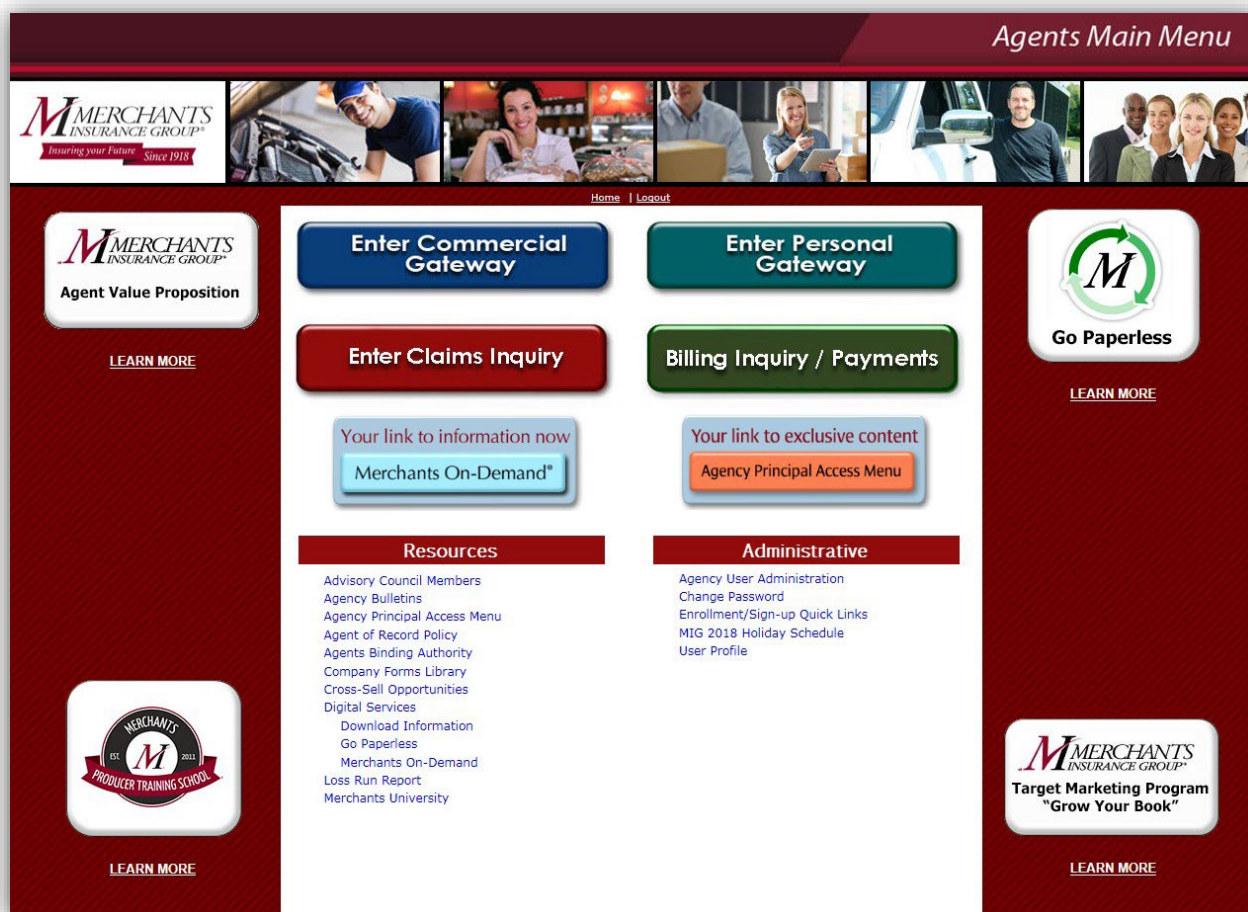 Agents Main Menu
MERCHANTS
INSURANCE GROUP®
Insuring your Future Since 1918
Home | Logout
MERCHANTS
INSURANCE GROUP®
Agent Value Proposition
LEARN MORE
Enter Commercial
Gateway
Enter Personal
Gateway
M
Go Paperless
LEARN MORE
Enter Claims Inquiry
Billing Inquiry / Payments
Your link to information now
Merchants On-Demand®
Your link to exclusive content
Agency Principal Access Menu
Resources
Advisory Council Members
Agency Bulletins
Agency Principal Access Menu
Agent of Record Policy
Agents Binding Authority
Company Forms Library
Cross-Sell Opportunities
Digital Services
Download Information
Go Paperless
Merchants On-Demand
Loss Run Report
Merchants University
Administrative
Agency User Administration
Change Password
Enrollment/Sign-up Quick Links
MIG 2018 Holiday Schedule
User Profile
MERCHANTS
EST. M 2011
PRODUCER TRAINING SCHOOL
LEARN MORE
MERCHANTS
INSURANCE GROUP®
Target Marketing Program
"Grow Your Book"
LEARN MORE